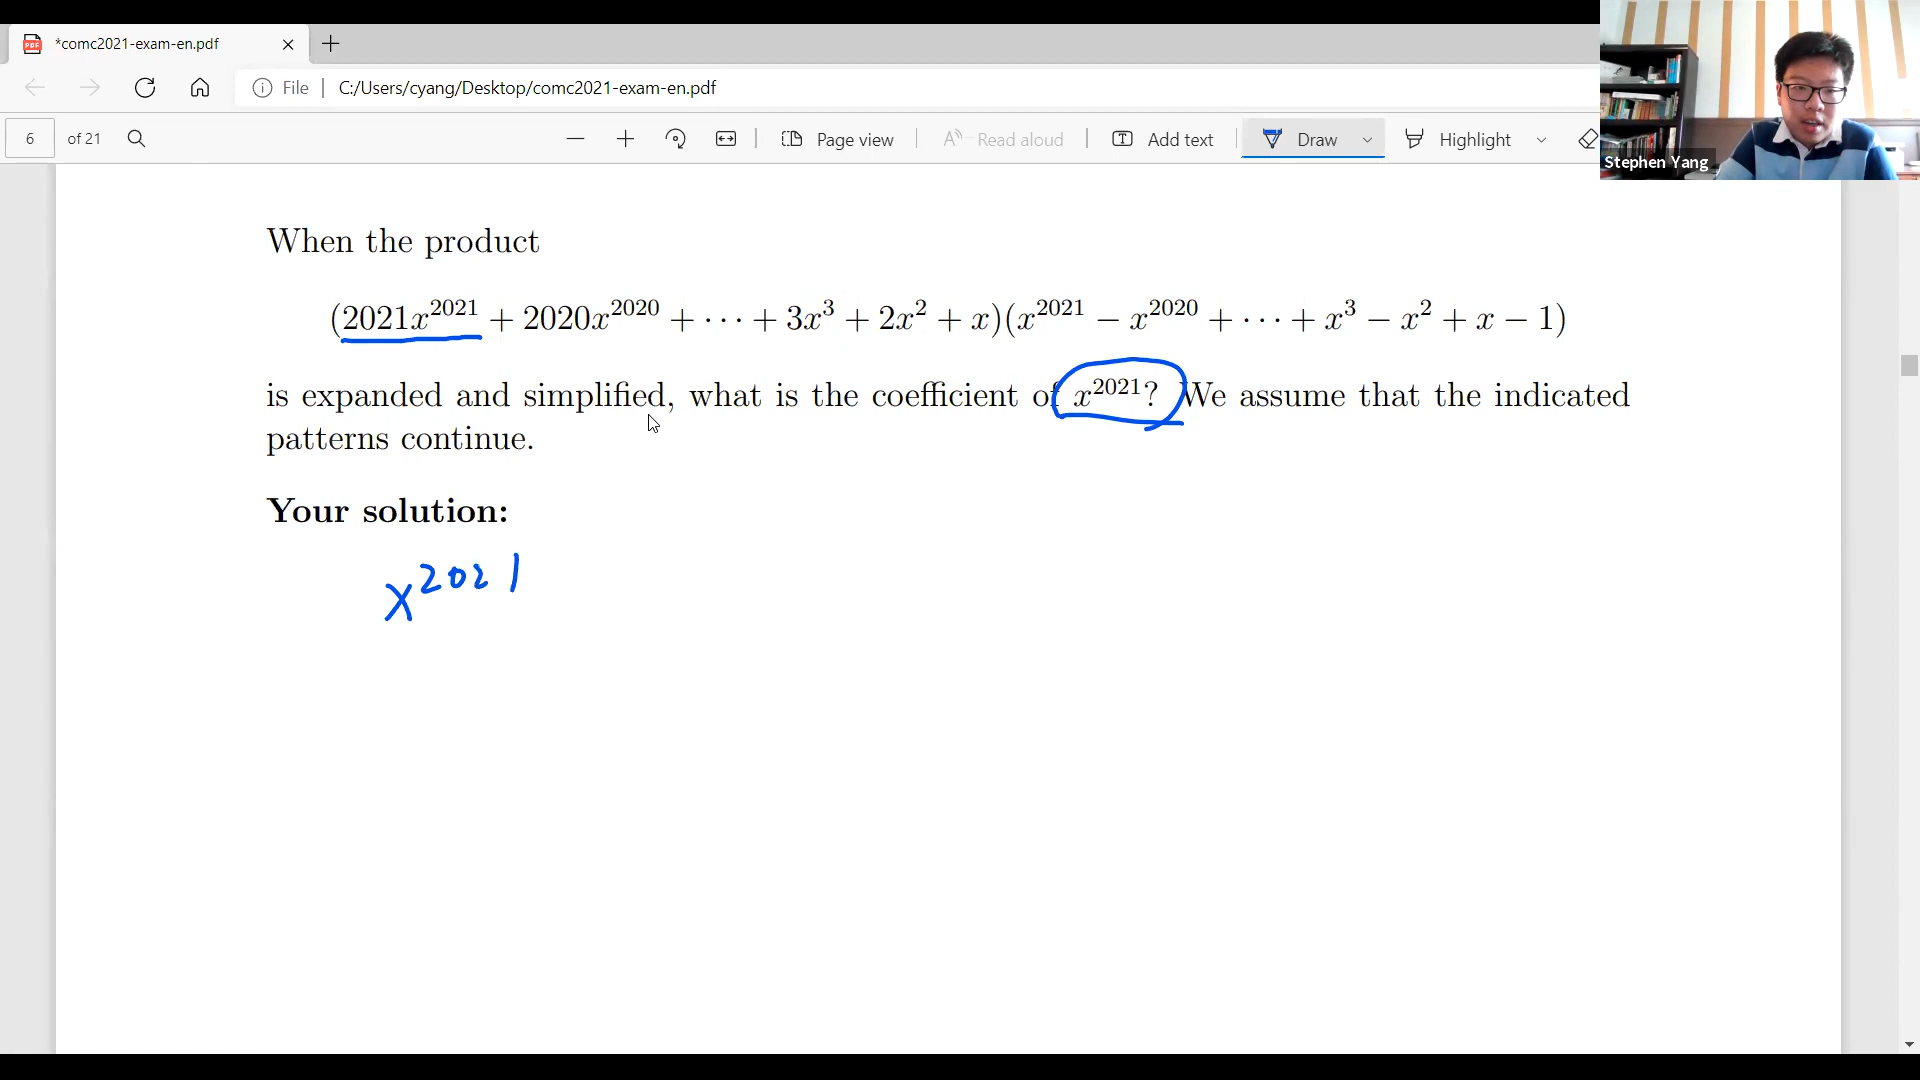 *comc2021-exam-en.pdf
File | C:/Users/cyang/Desktop/comc2021-exam-en.pdf
6 of 21 Page view Read aloud Add text Draw Highlight
Stephen Yang
When the product
(2021x^2021 + 2020x^2020 + ··· + 3x^3 + 2x^2 + x)(x^2021 − x^2020 + ··· + x^3 − x^2 + x − 1)
is expanded and simplified, what is the coefficient of x^2021? We assume that the indicated
patterns continue.
Your solution:
x^2021